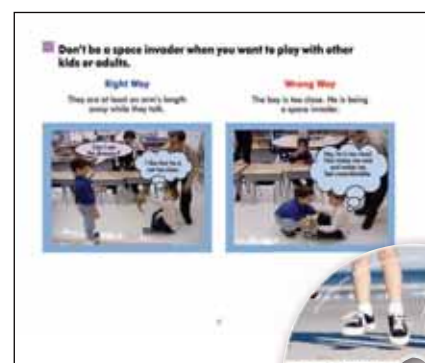 Don't be a space invader when you want to play with other
kids or adults.
Right Way
Wrong Way
They are at least an arm's length
away while they talk.
The boy is too close. He is being
a space invader.